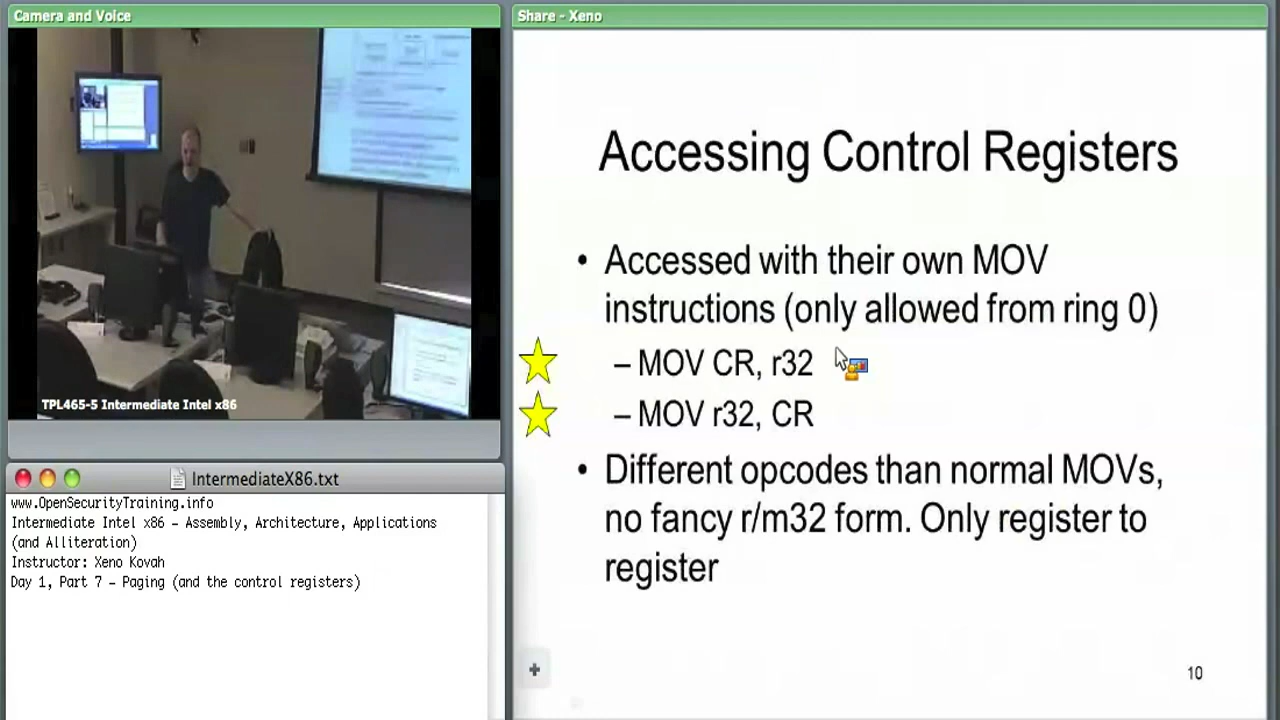 Camera and Voice
TPL465-5 Intermediate Intel x86
IntermediateX86.txt
www.OpenSecurityTraining.info
Intermediate Intel x86 – Assembly, Architecture, Applications
(and Alliteration)
Instructor: Xeno Kovah
Day 1, Part 7 – Paging (and the control registers)
Share - Xeno
Accessing Control Registers
• Accessed with their own MOV
instructions (only allowed from ring 0)
– MOV CR, r32
– MOV r32, CR
• Different opcodes than normal MOVs,
no fancy r/m32 form. Only register to
register
10